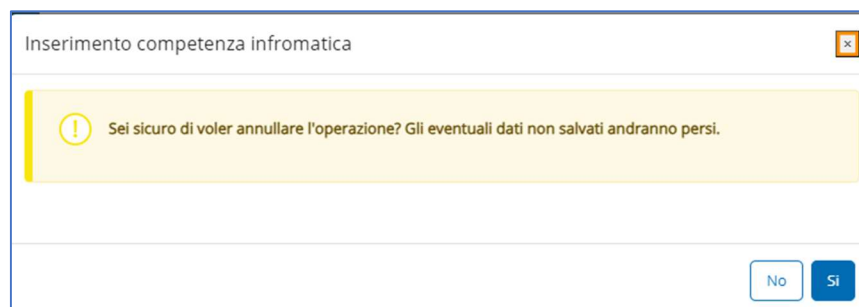 Inserimento competenza infromatica
×
Sei sicuro di voler annullare l'operazione? Gli eventuali dati non salvati andranno persi.
No
Si